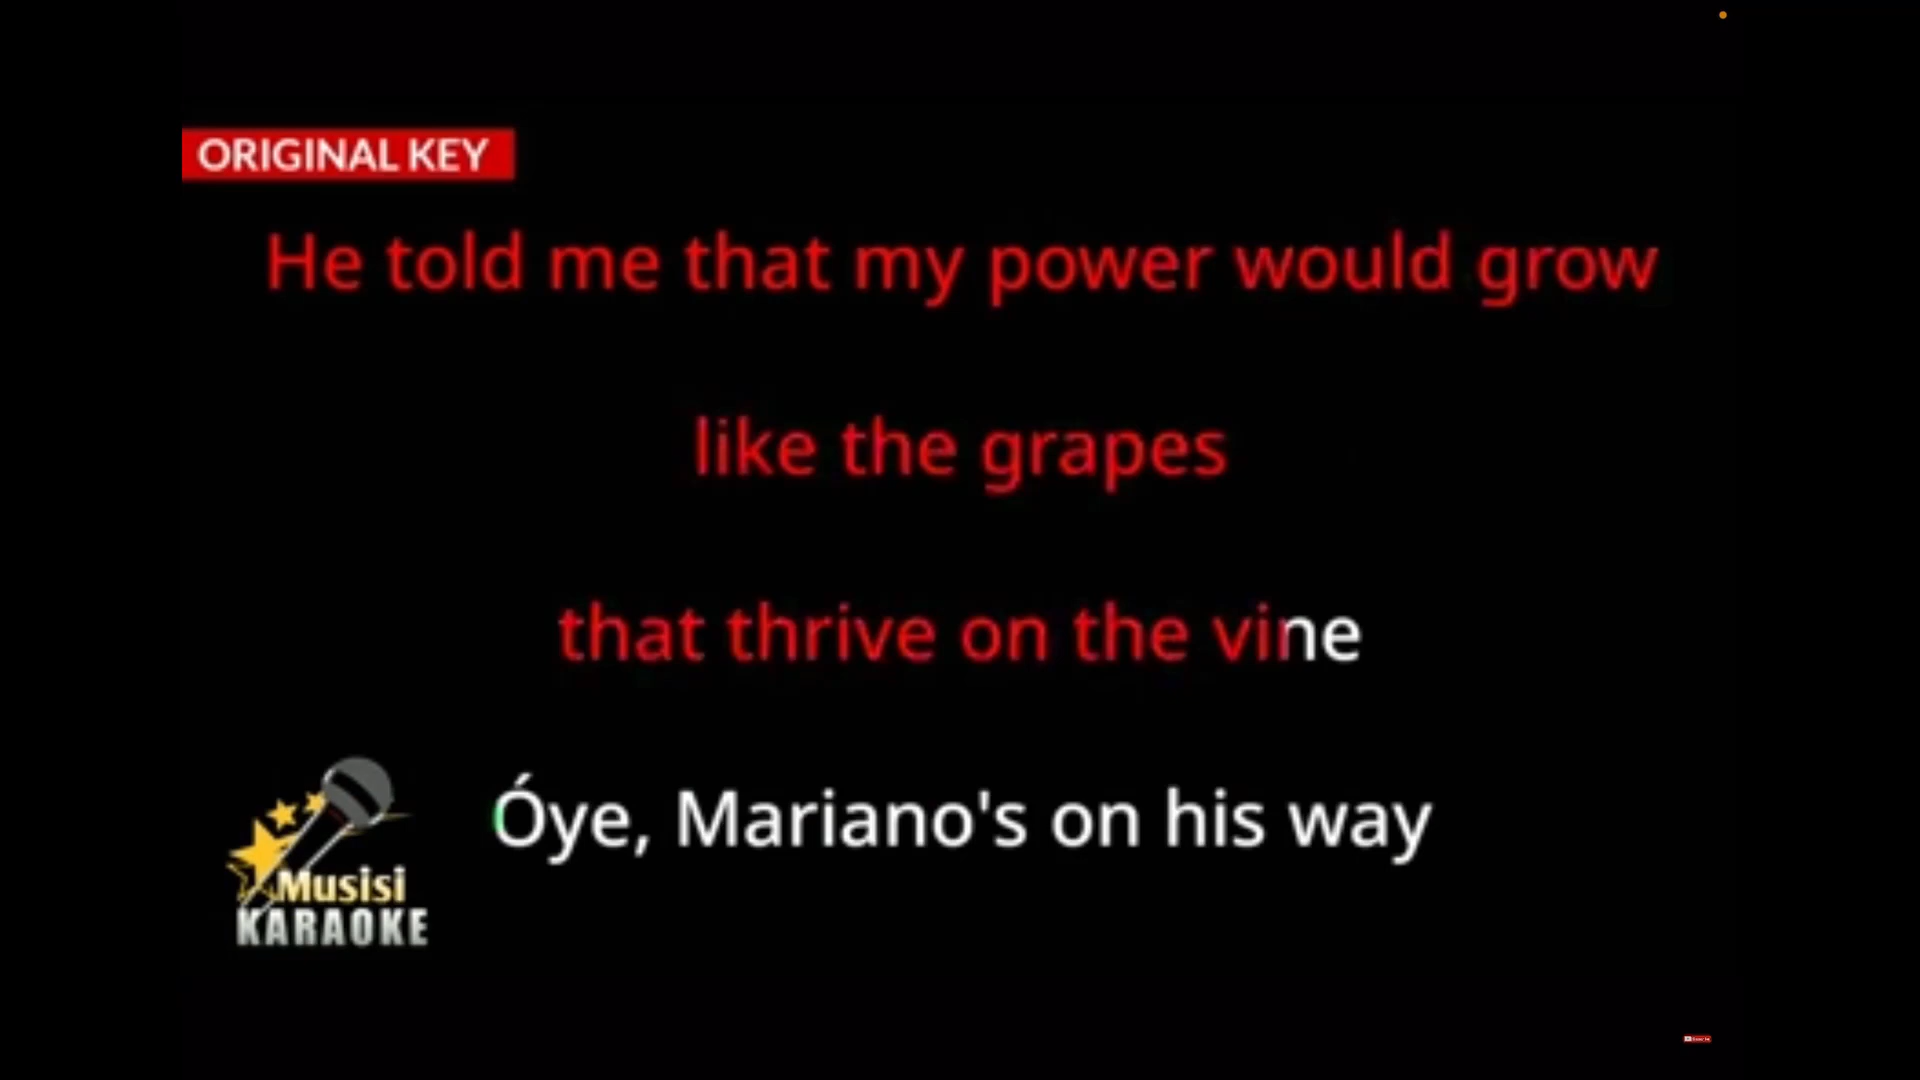 ORIGINAL KEY
He told me that my power would grow
like the grapes
that thrive on the vine
Óye, Mariano's on his way
Musisi
KARAOKE